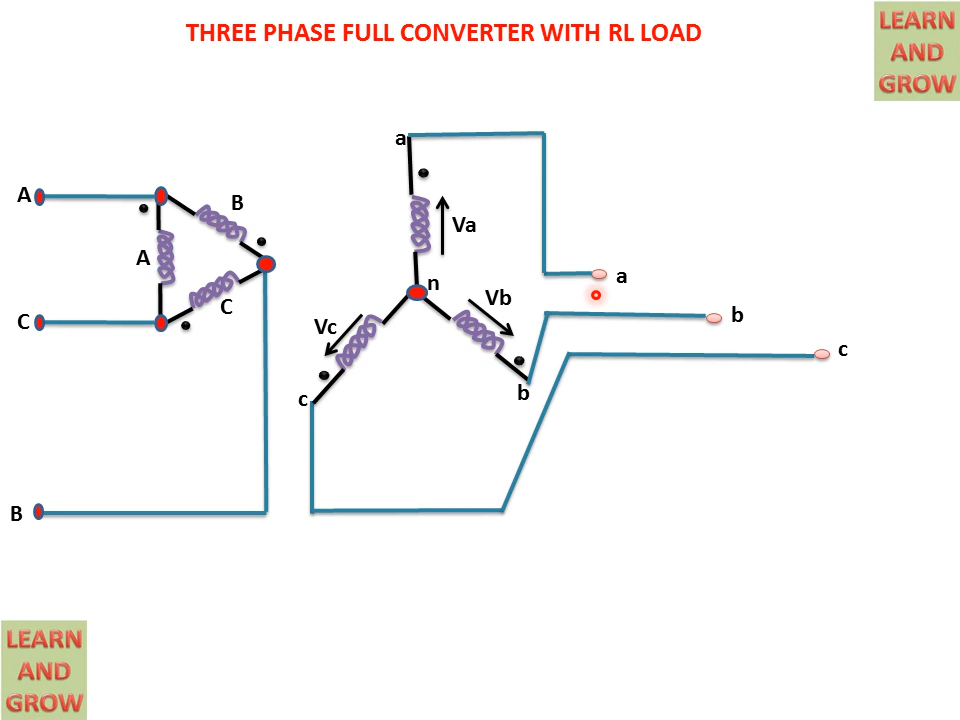 THREE PHASE FULL CONVERTER WITH RL LOAD
LEARN
AND
GROW
a
A
B
Va
A
a
n
Vb
C
C
Vc
b
c
b
c
B
LEARN
AND
GROW